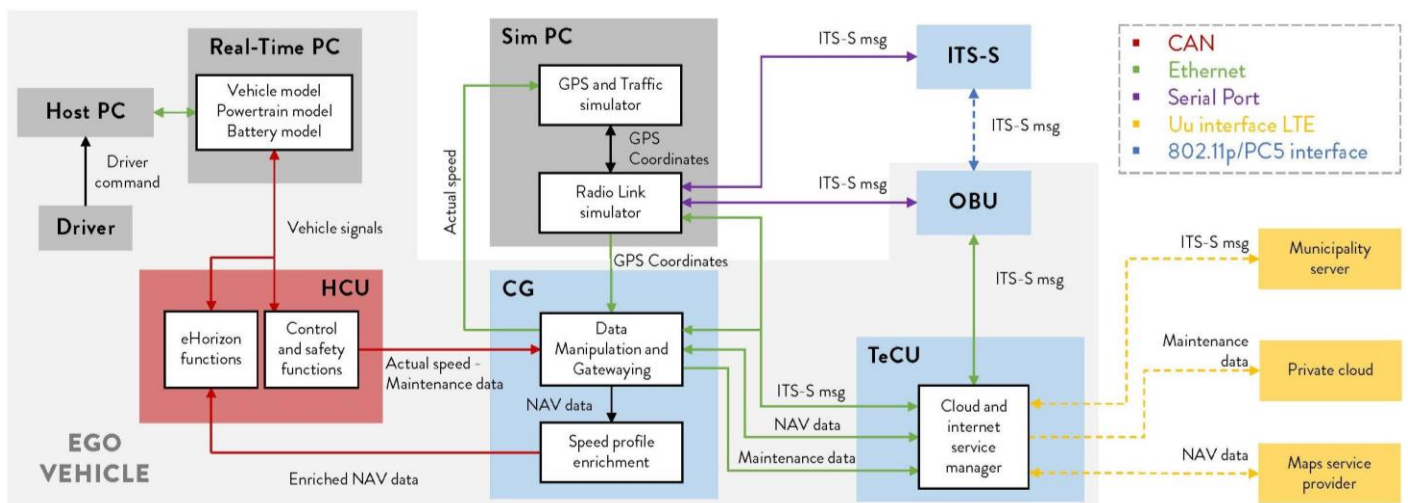 Real-Time PC
Vehicle model
Powertrain model
Battery model
Host PC
Driver
command
Driver
Vehicle signals
Sim PC
GPS and Traffic
simulator
GPS
Coordinates
Radio Link
simulator
Actual speed
GPS Coordinates
ITS-S msg
ITS-S
ITS-S msg
ITS-S msg
OBU
ITS-S msg
CAN
Ethernet
Serial Port
Uu interface LTE
802.11p/PC5 interface
HCU
eHorizon
functions
Control
and safety
functions
Actual speed -
Maintenance data
CG
Data
Manipulation and
Gatewaying
NAV data
Speed profile
enrichment
Enriched NAV data
ITS-S msg
NAV data
Maintenance data
TeCU
Cloud and
internet
service
manager
ITS-S msg
Municipality
server
Maintenance
data
Private cloud
NAV data
Maps service
provider
EGO
VEHICLE